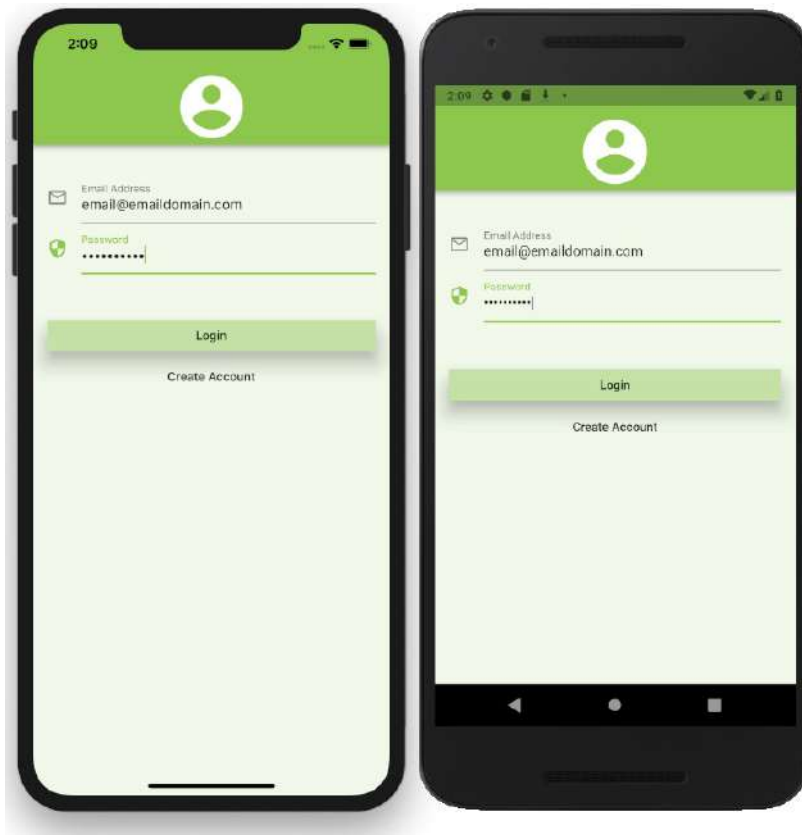 2:09
Email Address
email@emaildomain.com
Password
••••••••••
Login
Create Account
2:09
Email Address
email@emaildomain.com
Password
••••••••••
Login
Create Account